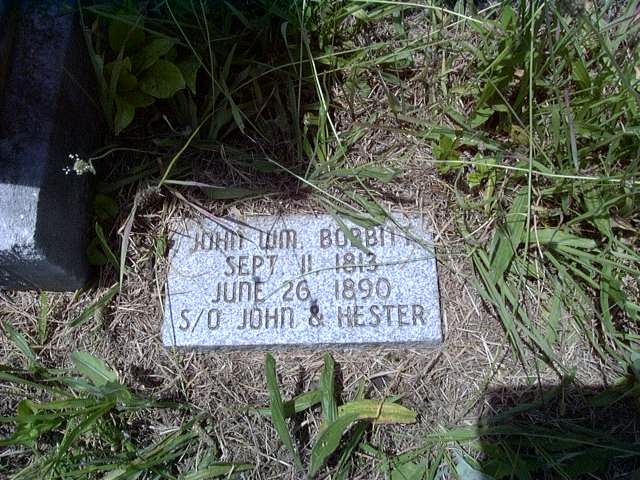 JOHN WM. BOBBITT
SEPT. 11 1813
JUNE 26, 1890
S/O JOHN & HESTER